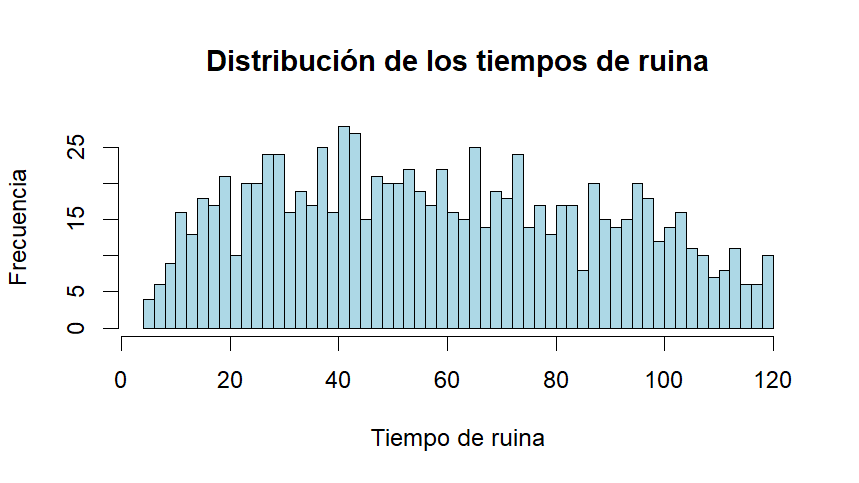 Distribución de los tiempos de ruina
Frecuencia
25
15
5
0
0 20 40 60 80 100 120
Tiempo de ruina